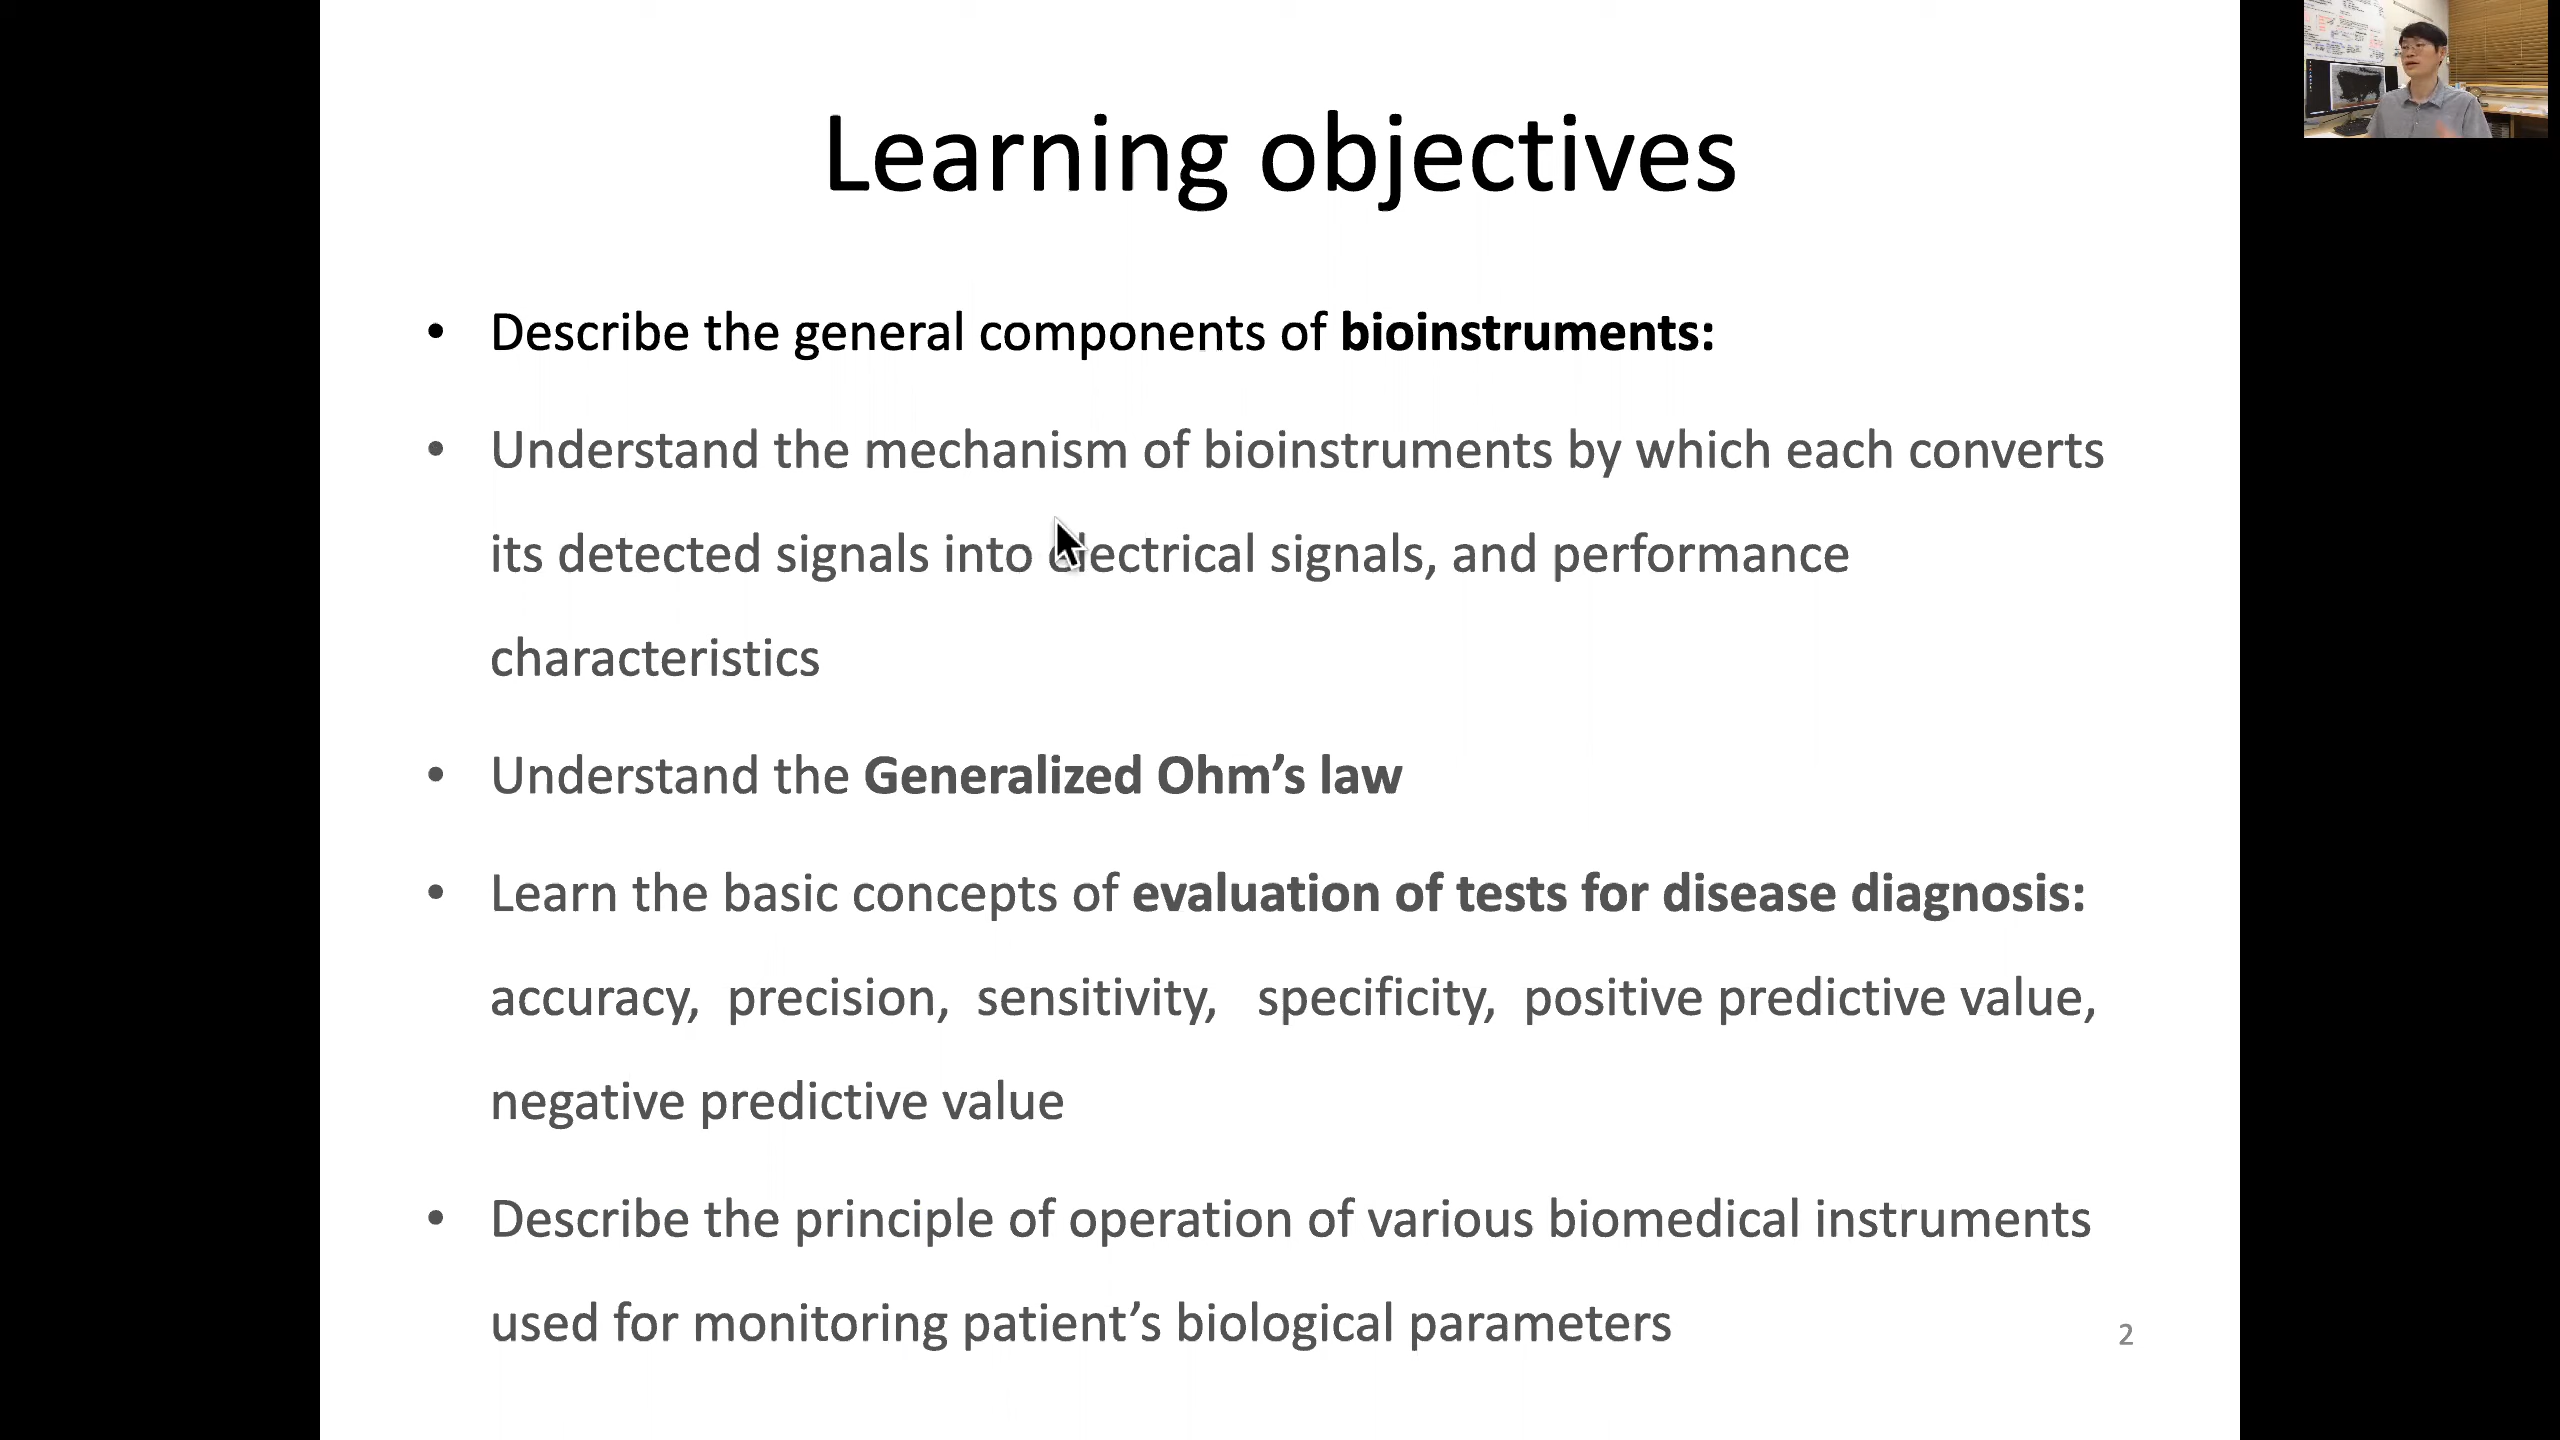 Learning objectives
• Describe the general components of bioinstruments:
• Understand the mechanism of bioinstruments by which each converts
its detected signals into electrical signals, and performance
characteristics
• Understand the Generalized Ohm’s law
• Learn the basic concepts of evaluation of tests for disease diagnosis:
accuracy,  precision,  sensitivity,   specificity,  positive predictive value,
negative predictive value
• Describe the principle of operation of various biomedical instruments
used for monitoring patient’s biological parameters
2